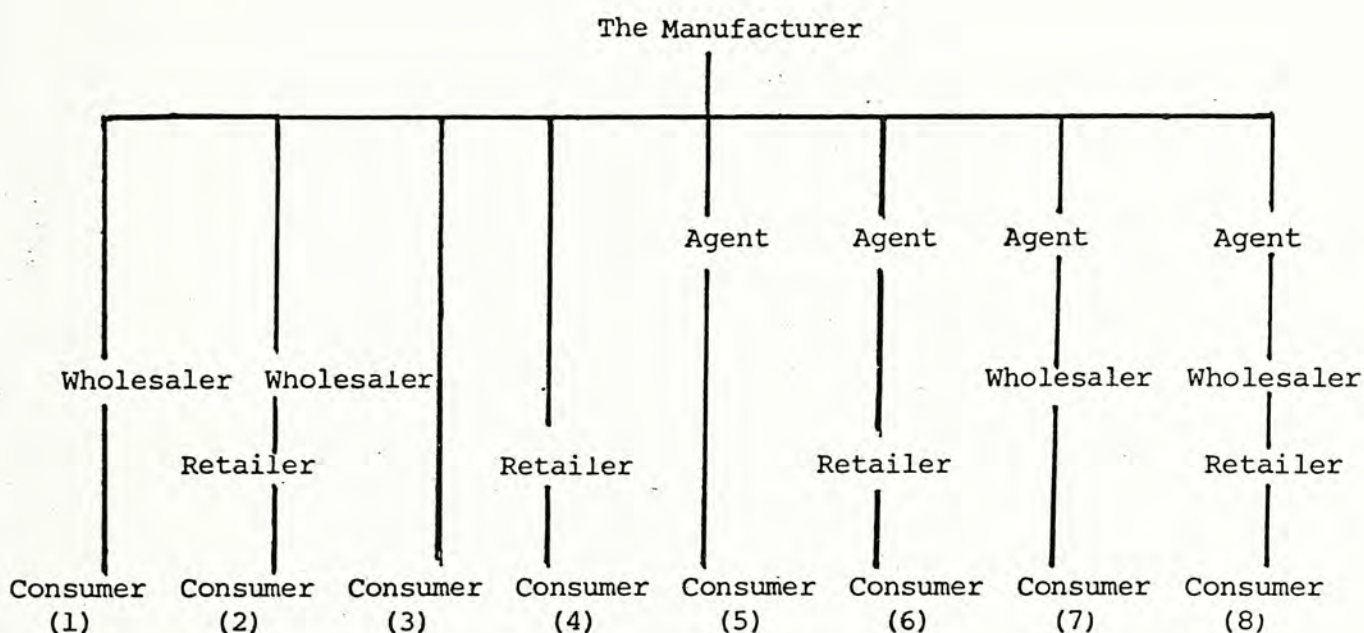 The Manufacturer
Agent Agent Agent Agent
Wholesaler Wholesaler Wholesaler Wholesaler
Retailer Retailer Retailer Retailer
Consumer Consumer Consumer Consumer Consumer Consumer Consumer Consumer
(1) (2) (3) (4) (5) (6) (7) (8)